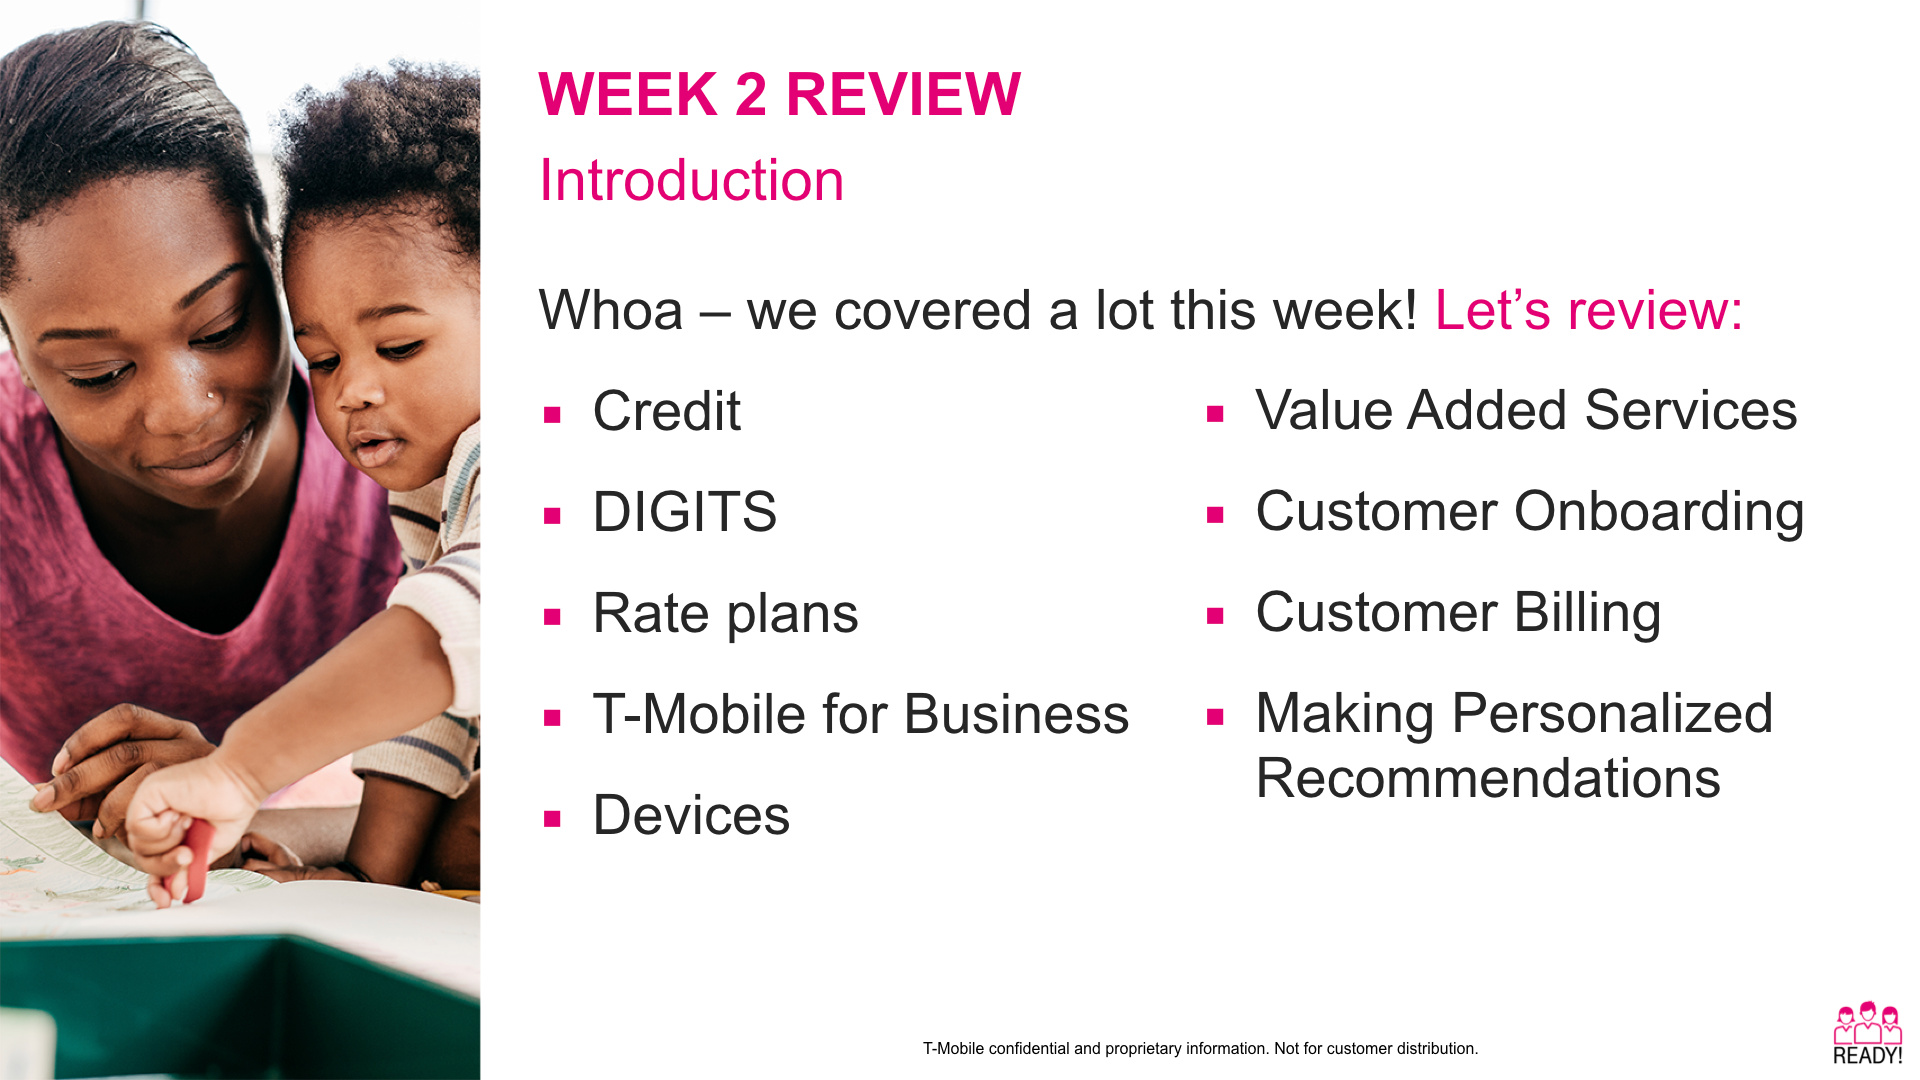 WEEK 2 REVIEW
Introduction
Whoa – we covered a lot this week! Let’s review:
Credit
DIGITS
Rate plans
T-Mobile for Business
Devices
Value Added Services
Customer Onboarding
Customer Billing
Making Personalized
Recommendations
T-Mobile confidential and proprietary information. Not for customer distribution.
READY!